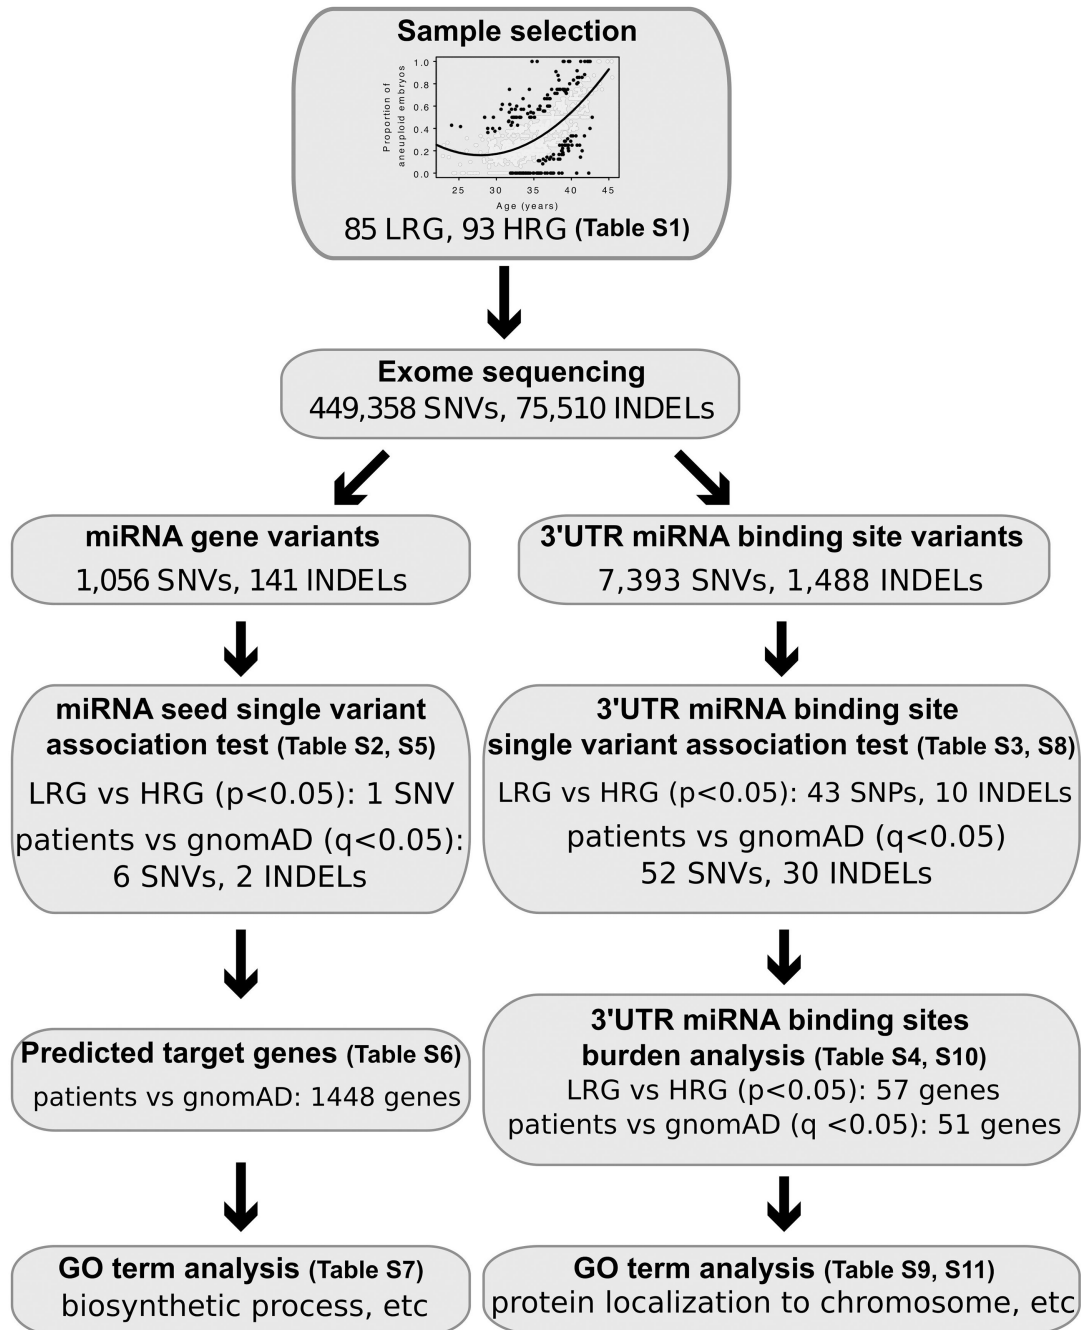 Sample selection
Proportion of
aneuploid embryos
1.0
0.8
0.6
0.4
0.2
0.0
25 30 35 40 45
Age (years)
85 LRG, 93 HRG (Table S1)
Exome sequencing
449,358 SNVs, 75,510 INDELs
miRNA gene variants
1,056 SNVs, 141 INDELs
3'UTR miRNA binding site variants
7,393 SNVs, 1,488 INDELs
miRNA seed single variant
association test (Table S2, S5)
LRG vs HRG (p<0.05): 1 SNV
patients vs gnomAD (q<0.05):
6 SNVs, 2 INDELs
3'UTR miRNA binding site
single variant association test (Table S3, S8)
LRG vs HRG (p<0.05): 43 SNPs, 10 INDELs
patients vs gnomAD (q<0.05)
52 SNVs, 30 INDELs
Predicted target genes (Table S6)
patients vs gnomAD: 1448 genes
3'UTR miRNA binding sites
burden analysis (Table S4, S10)
LRG vs HRG (p<0.05): 57 genes
patients vs gnomAD (q <0.05): 51 genes
GO term analysis (Table S7)
biosynthetic process, etc
GO term analysis (Table S9, S11)
protein localization to chromosome, etc